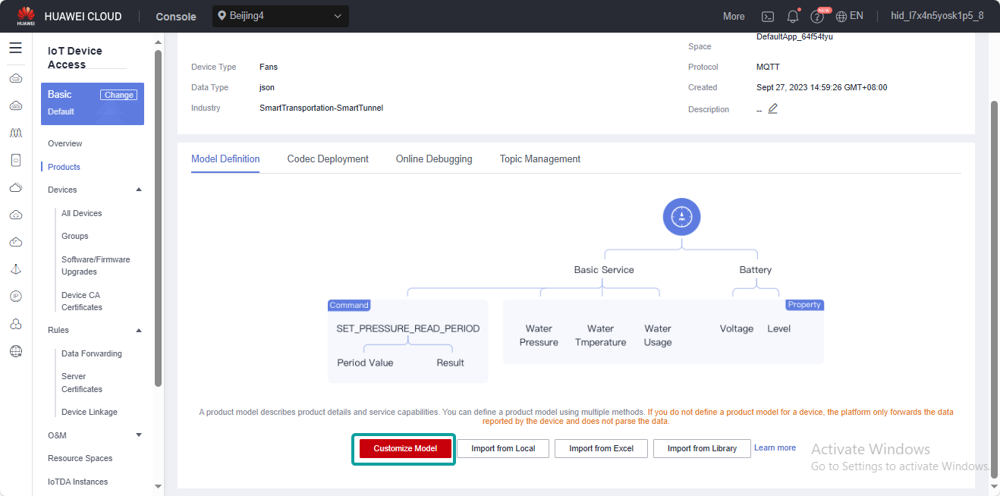 HUAWEI
HUAWEI CLOUD
Console
Beijing4
More
NEW
EN
hid_l7x4n5yosk1p5_8
IoT Device
Access
Basic
Change
Default
Overview
Products
Devices
All Devices
Groups
Software/Firmware
Upgrades
Device CA
Certificates
Rules
Data Forwarding
Server
Certificates
Device Linkage
O&M
Resource Spaces
IoTDA Instances
DefaultApp_64f54tyu
Space
Device Type Fans
Protocol MQTT
Data Type json
Created Sept 27, 2023 14:59:26 GMT+08:00
Industry SmartTransportation-SmartTunnel
Description --
Model Definition Codec Deployment Online Debugging Topic Management
Basic Service Battery
Command Property
SET_PRESSURE_READ_PERIOD
Period Value Result
Water Water Water Voltage Level
Pressure Tmperature Usage
A product model describes product details and service capabilities. You can define a product model using multiple methods. If you do not define a product model for a device, the platform only forwards the data
reported by the device and does not parse the data.
Customize Model Import from Local Import from Excel Import from Library Learn more
Activate Windows
Go to Settings to activate Windows.
IP